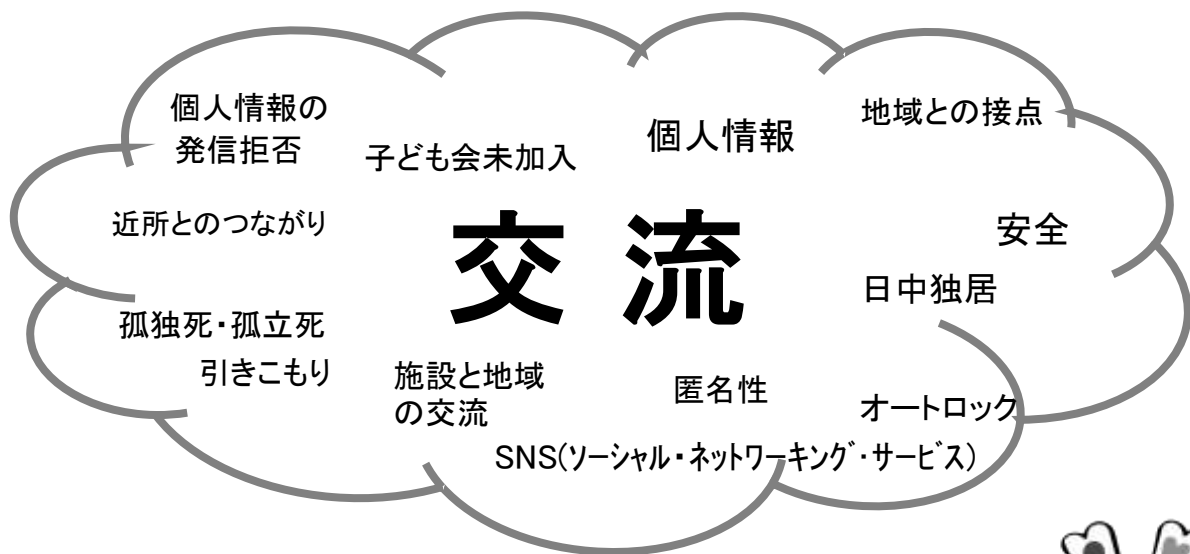 個人情報の
発信拒否
子ども会未加入
個人情報
地域との接点
近所とのつながり
交流
安全
日中独居
孤独死・孤立死
引きこもり
施設と地域
の交流
匿名性
オートロック
SNS(ｿｰｼｬﾙ・ﾈｯﾄﾜｰｷﾝｸﾞ・ｻｰﾋﾞｽ)